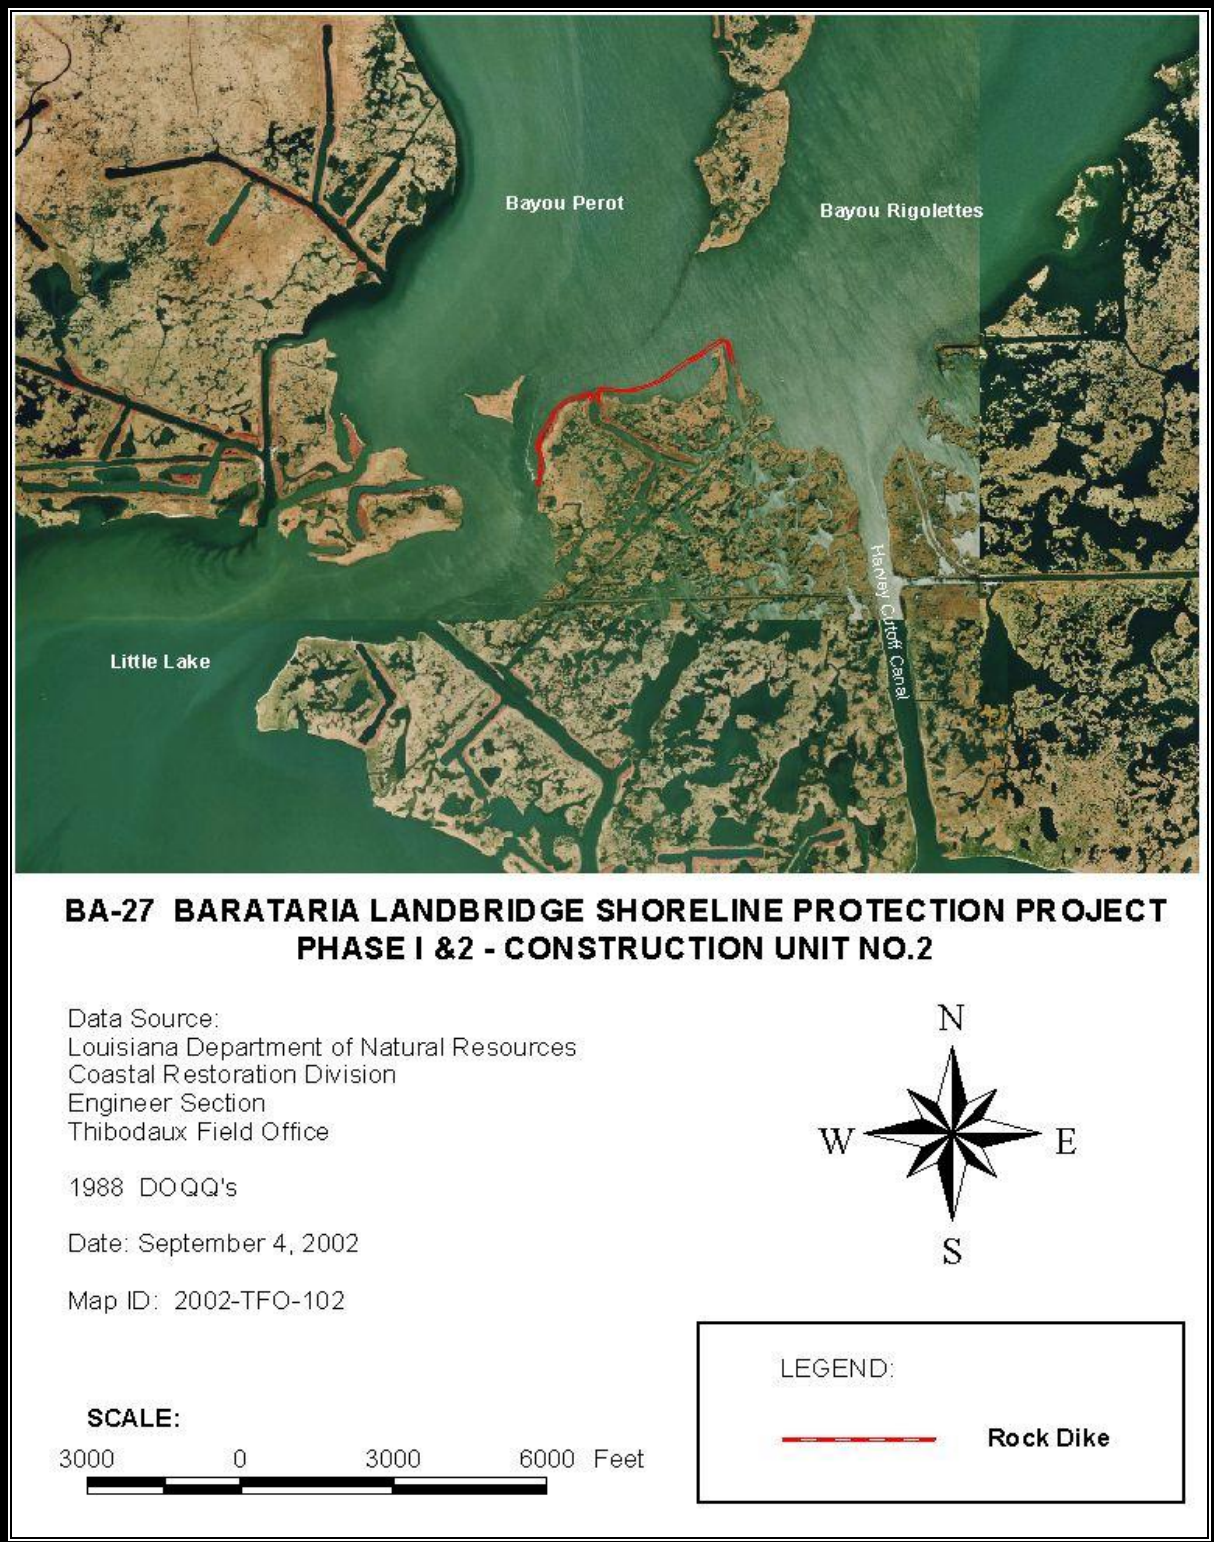 Bayou Perot
Bayou Rigolettes
Harvey Cutoff Canal
Little Lake
BA-27 BARATARIA LANDBRIDGE SHORELINE PROTECTION PROJECT
PHASE I &2 - CONSTRUCTION UNIT NO.2
Data Source:
Louisiana Department of Natural Resources
Coastal Restoration Division
Engineer Section
Thibodaux Field Office
1988 DOQQ's
Date: September 4, 2002
Map ID: 2002-TFO-102
N
W E
S
SCALE:
3000 0 3000 6000 Feet
LEGEND:
Rock Dike